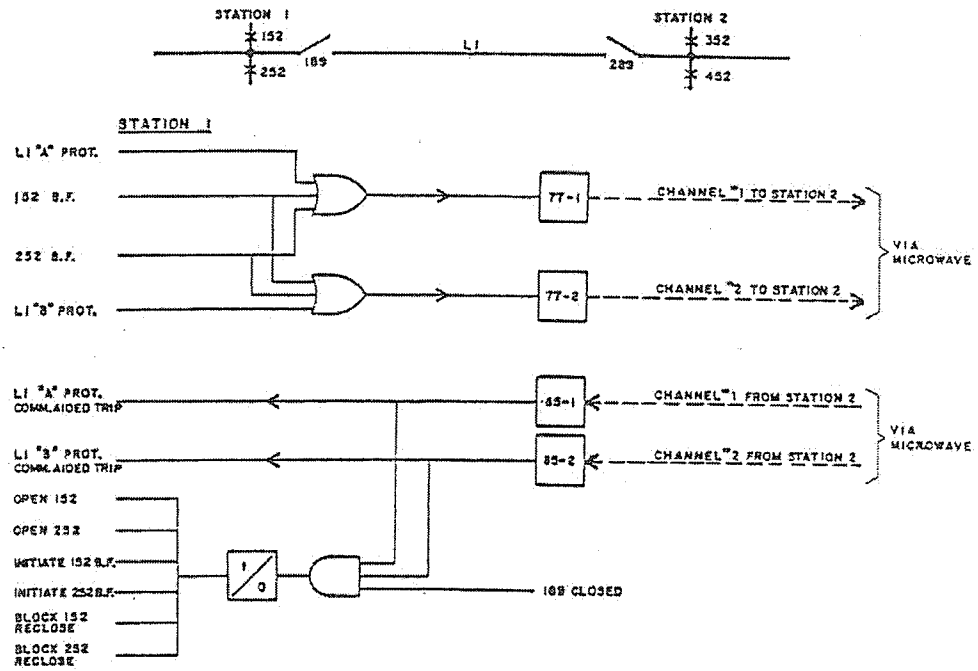 STATION 1
STATION 2
152
352
L1
189
289
252
452
STATION 1
L1 "A" PROT.
152 B.F.
77-1
CHANNEL #1 TO STATION 2
252 B.F.
VIA
MICROWAVE
77-2
CHANNEL #2 TO STATION 2
L1 "B" PROT.
L1 "A" PROT.
COMM.AIDED TRIP
85-1
CHANNEL #1 FROM STATION 2
VIA
MICROWAVE
L1 "B" PROT.
COMM.AIDED TRIP
85-2
CHANNEL #2 FROM STATION 2
OPEN 152
OPEN 252
INITIATE 152 B.F.
T
0
INITIATE 252 B.F.
189 CLOSED
BLOCK 152
RECLOSE
BLOCK 252
RECLOSE